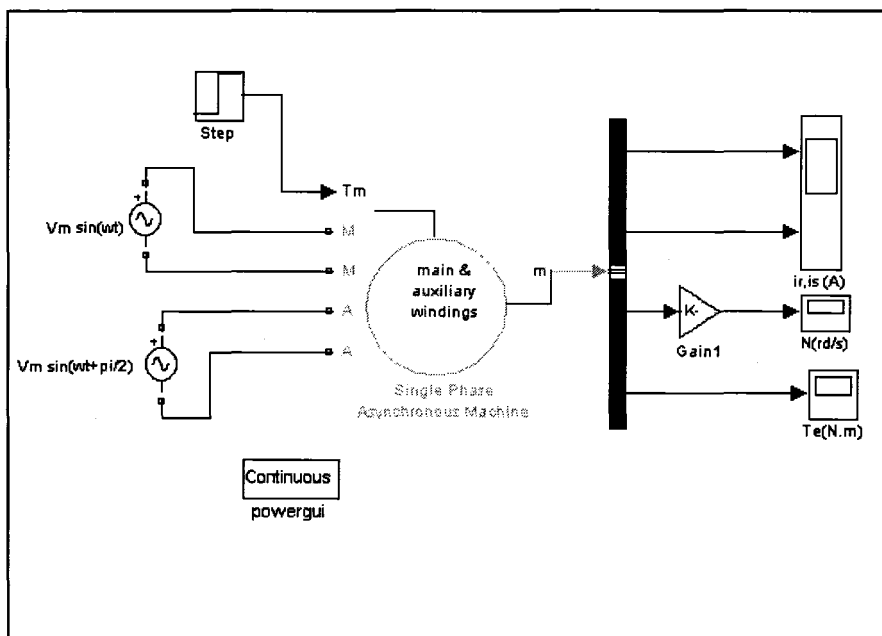 Step
Tm
Vm sin(wt)
+
M
M
main &
auxiliary
windings
m
ir,is (A)
A
Vm sin(wt+pi/2)
+
A
K-
Gain1
N(rd/s)
Single Phase
Asynchronous Machine
Te(N.m)
Continuous
powergui